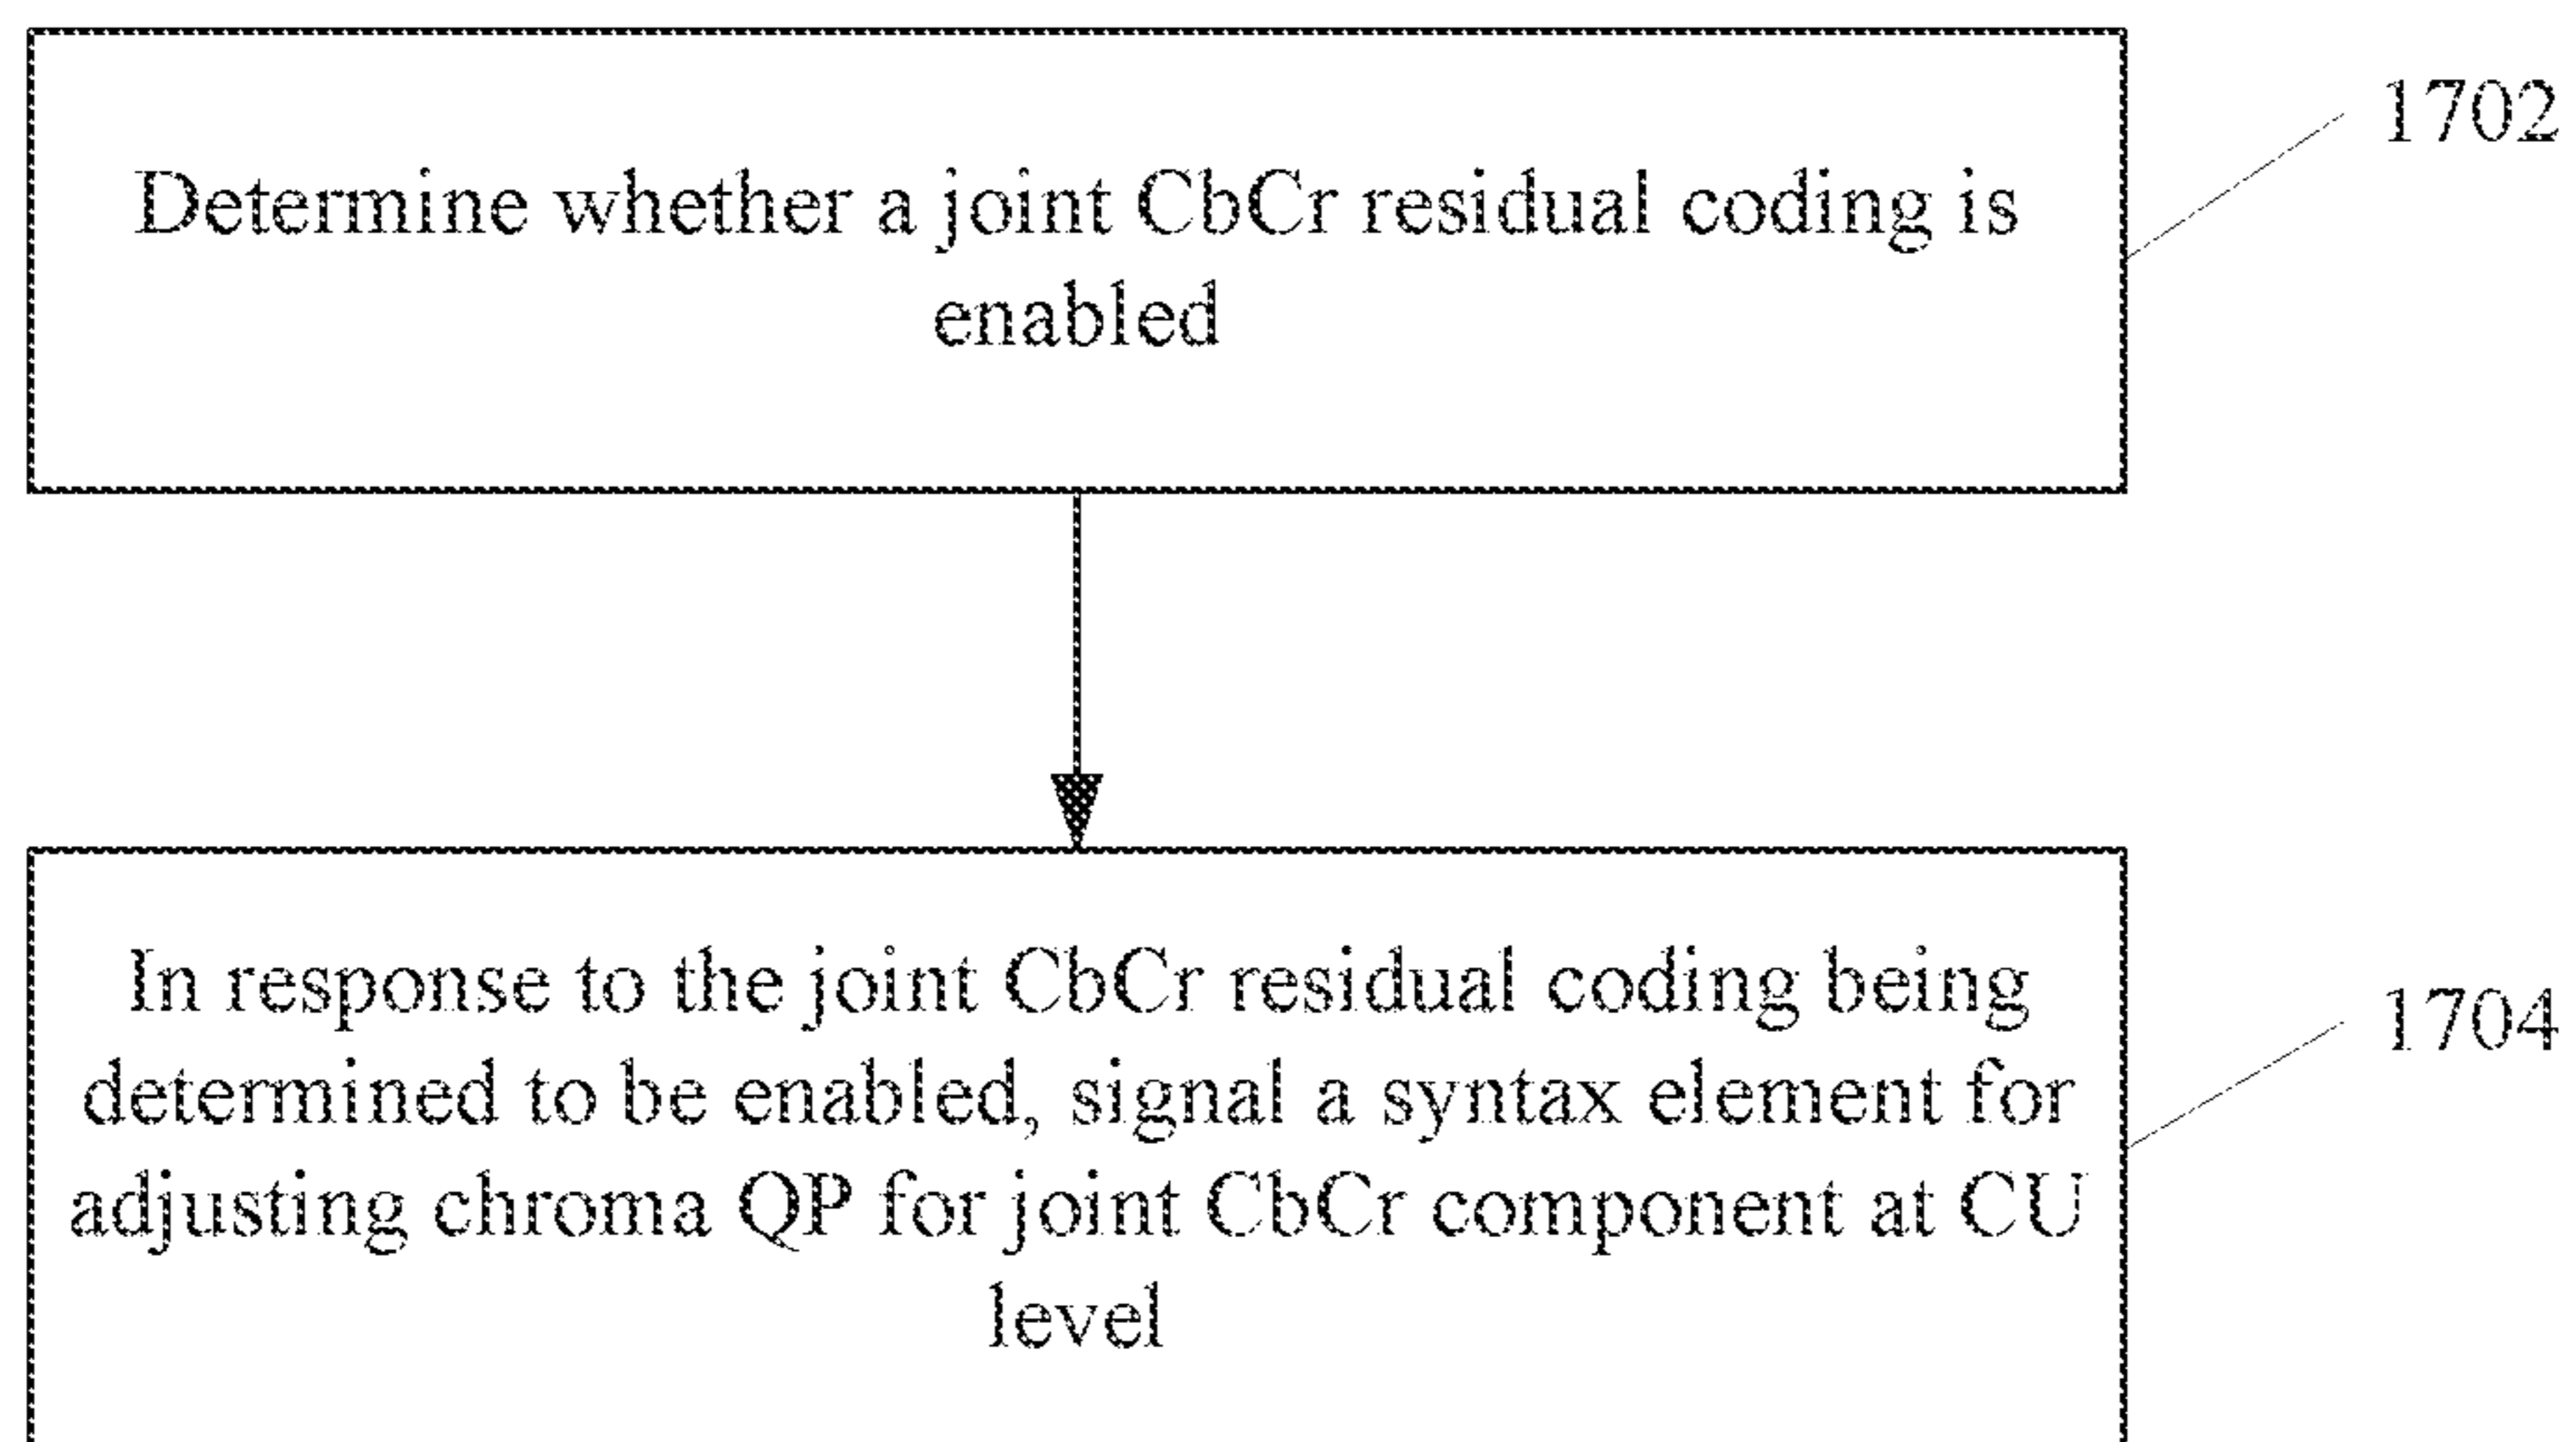 1702
Determine whether a joint CbCr residual coding is
enabled
In response to the joint CbCr residual coding being
determined to be enabled, signal a syntax element for
adjusting chroma QP for joint CbCr component at CU
level
1704